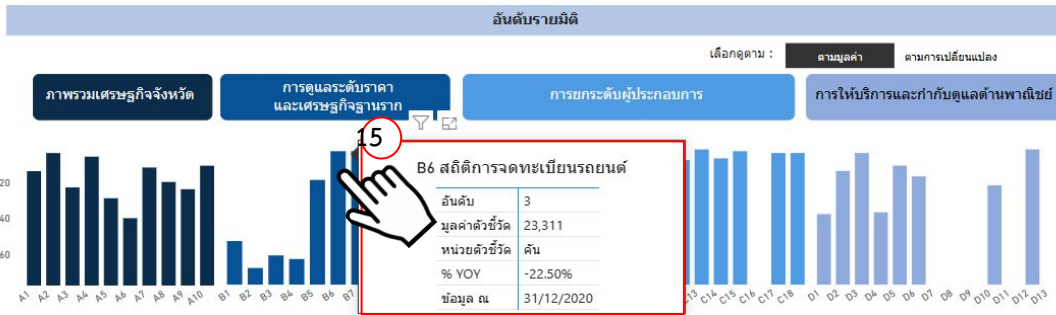 อันดับรายมิติ
เลือกดูตาม : ตามมูลค่า ตามการเปลี่ยนแปลง
ภาพรวมเศรษฐกิจจังหวัด
การดูแลระดับราคา
และเศรษฐกิจฐานราก
การยกระดับผู้ประกอบการ
การให้บริการและกำกับดูแลด้านพาณิชย์
15
B6 สถิติการจดทะเบียนรถยนต์
อันดับ 3
มูลค่าตัวชี้วัด 23,311
หน่วยตัวชี้วัด คัน
% YOY -22.50%
ข้อมูล ณ 31/12/2020
20
40
60
A1 A2 A3 A4 A5 A6 A7 A8 A9 A10 B1 B2 B3 B4 B5 B6 B7 C13 C14 C15 C16 C17 C18 D1 D2 D3 D4 D5 D6 D7 D8 D9 D10 D11 D12 D13